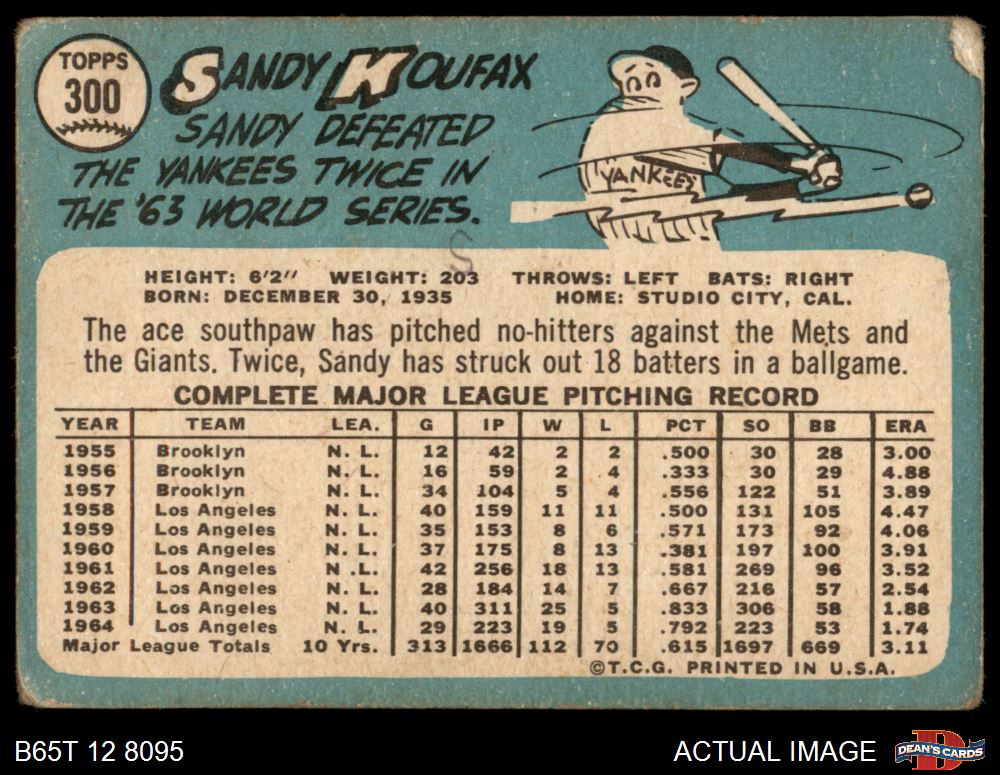 TOPPS
300
SANDY KOUFAX
SANDY DEFEATED
THE YANKEES TWICE IN
THE '63 WORLD SERIES.
YANKEES
S
HEIGHT: 6'2" WEIGHT: 203 THROWS: LEFT BATS: RIGHT
BORN: DECEMBER 30, 1935 HOME: STUDIO CITY, CAL.
The ace southpaw has pitched no-hitters against the Mets and
the Giants. Twice, Sandy has struck out 18 batters in a ballgame.
COMPLETE MAJOR LEAGUE PITCHING RECORD
YEAR TEAM LEA. G IP W L PCT SO BB ERA
1955 Brooklyn N. L. 12 42 2 2 .500 30 28 3.00
1956 Brooklyn N. L. 16 59 2 4 .333 30 29 4.88
1957 Brooklyn N. L. 34 104 5 4 .556 122 51 3.89
1958 Los Angeles N. L. 40 159 11 11 .500 131 105 4.47
1959 Los Angeles N. L. 35 153 8 6 .571 173 92 4.06
1960 Los Angeles N. L. 37 175 8 13 .381 197 100 3.91
1961 Los Angeles N. L. 42 256 18 13 .581 269 96 3.52
1962 Los Angeles N. L. 28 184 14 7 .667 216 57 2.54
1963 Los Angeles N. L. 40 311 25 5 .833 306 58 1.88
1964 Los Angeles N. L. 29 223 19 5 .792 223 53 1.74
Major League Totals 10 Yrs. 313 1666 112 70 .615 1697 669 3.11
©T.C.G. PRINTED IN U.S.A.
B65T 12 8095
ACTUAL IMAGE
DEAN'S CARDS